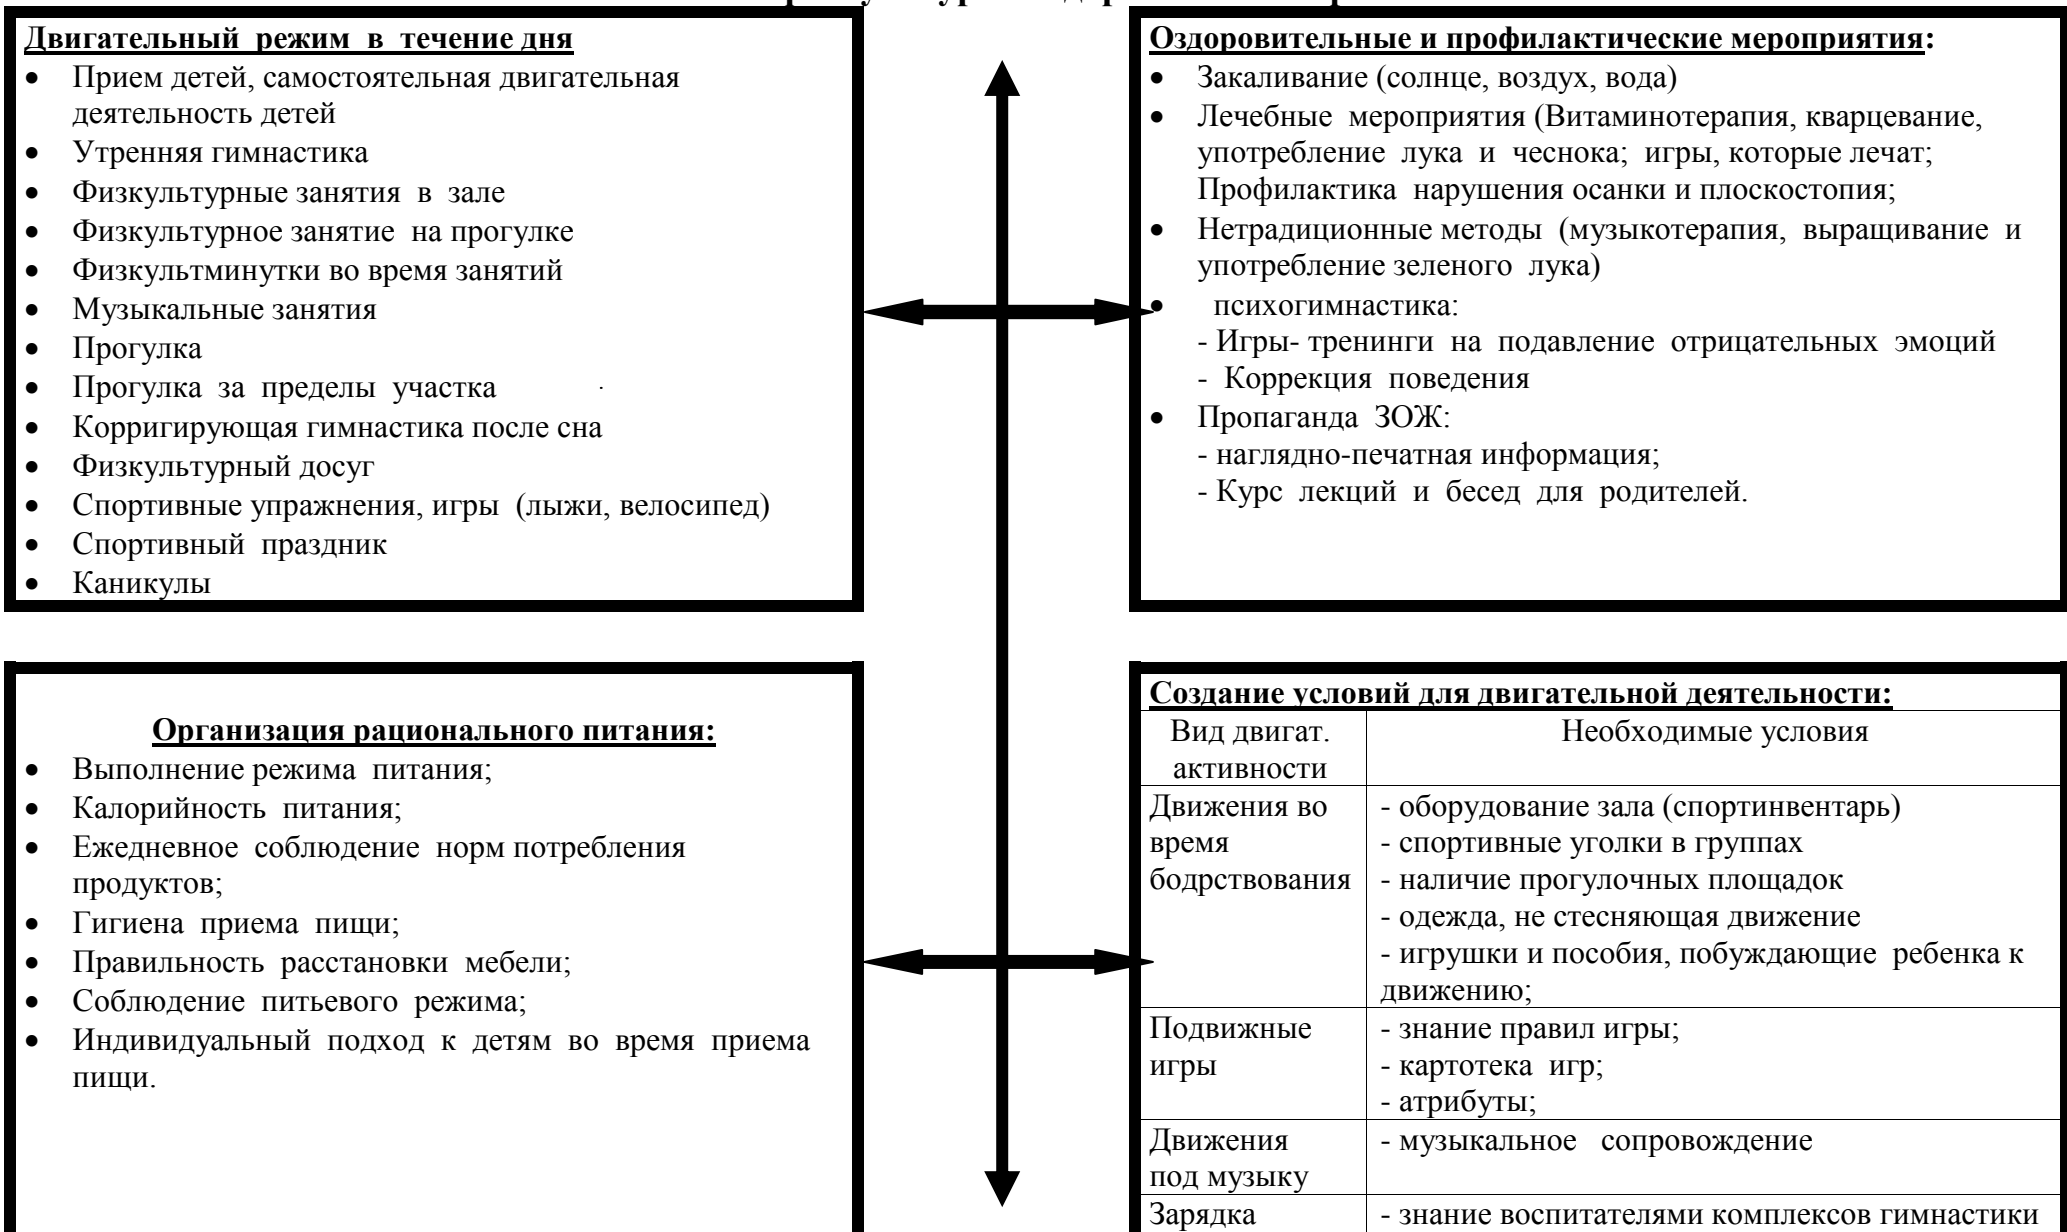 Двигательный режим в течение дня
• Прием детей, самостоятельная двигательная
деятельность детей
• Утренняя гимнастика
• Физкультурные занятия в зале
• Физкультурное занятие на прогулке
• Физкультминутки во время занятий
• Музыкальные занятия
• Прогулка
• Прогулка за пределы участка .
• Корригирующая гимнастика после сна
• Физкультурный досуг
• Спортивные упражнения, игры (лыжи, велосипед)
• Спортивный праздник
• Каникулы
Оздоровительные и профилактические мероприятия:
• Закаливание (солнце, воздух, вода)
• Лечебные мероприятия (Витаминотерапия, кварцевание,
употребление лука и чеснока; игры, которые лечат;
Профилактика нарушения осанки и плоскостопия;
• Нетрадиционные методы (музыкотерапия, выращивание и
употребление зеленого лука)
• психогимнастика:
- Игры- тренинги на подавление отрицательных эмоций
- Коррекция поведения
• Пропаганда ЗОЖ:
- наглядно-печатная информация;
- Курс лекций и бесед для родителей.
Организация рационального питания:
• Выполнение режима питания;
• Калорийность питания;
• Ежедневное соблюдение норм потребления
продуктов;
• Гигиена приема пищи;
• Правильность расстановки мебели;
• Соблюдение питьевого режима;
• Индивидуальный подход к детям во время приема
пищи.
Создание условий для двигательной деятельности:
Вид двигат.
активности
Необходимые условия
Движения во
время
бодрствования
- оборудование зала (спортинвентарь)
- спортивные уголки в группах
- наличие прогулочных площадок
- одежда, не стесняющая движение
- игрушки и пособия, побуждающие ребенка к
движению;
Подвижные
игры
- знание правил игры;
- картотека игр;
- атрибуты;
Движения
под музыку
- музыкальное сопровождение
Зарядка
- знание воспитателями комплексов гимнастики